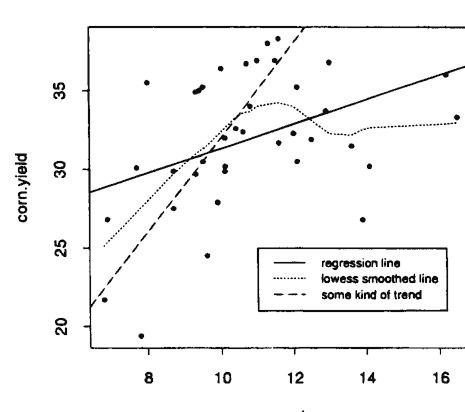 corn.yield
35
30
25
20
regression line
lowess smoothed line
some kind of trend
8 10 12 14 16